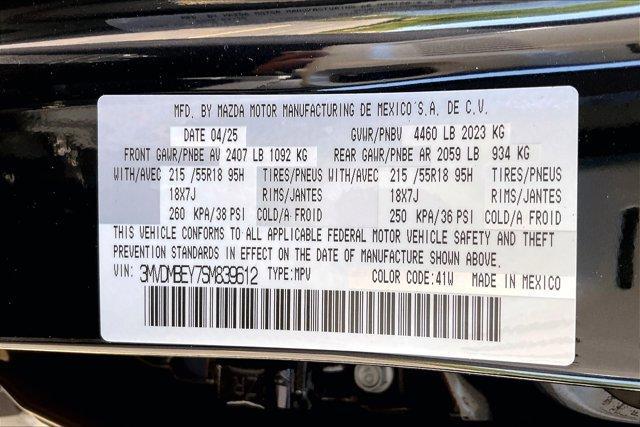 MFD. BY MAZDA MOTOR MANUFACTURING DE MEXICO S.A. DE C.V.
DATE 04/25 GVWR/PNBV 4460 LB 2023 KG
FRONT GAWR/PNBE AV 2407 LB 1092 KG REAR GAWR/PNBE AR 2059 LB 934 KG
WITH/AVEC 215 /55R18 95H TIRES/PNEUS WITH/AVEC 215 /55R18 95H TIRES/PNEUS
18X7J RIMS/JANTES 18X7J RIMS/JANTES
260 KPA/38 PSI COLD/A FROID 250 KPA/36 PSI COLD/A FROID
THIS VEHICLE CONFORMS TO ALL APPLICABLE FEDERAL MOTOR VEHICLE SAFETY AND THEFT
PREVENTION STANDARDS IN EFFECT ON THE DATE OF MANUFACTURE SHOWN ABOVE.
VIN: 3MVDMBEY7SM839612 TYPE:MPV COLOR CODE:41W MADE IN MEXICO